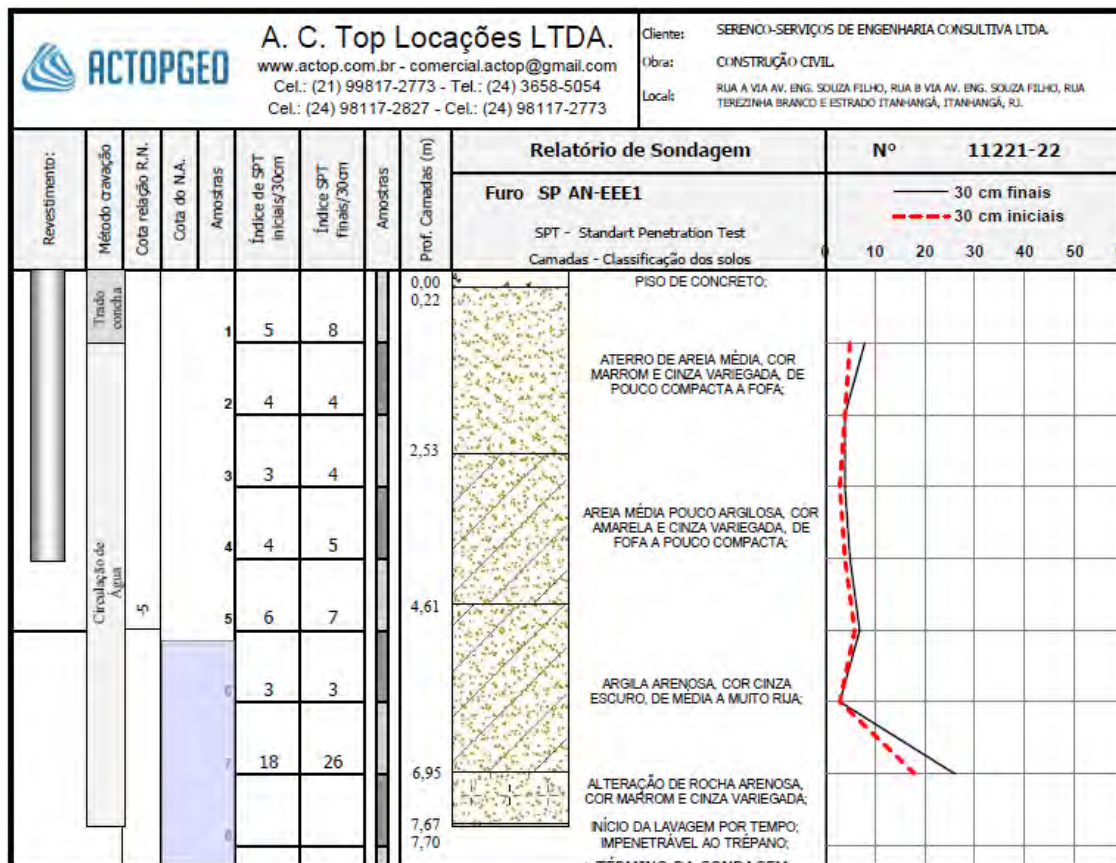 ACTOPGEO
A. C. Top Locações LTDA.
www.actop.com.br - comercial.actop@gmail.com
Cel.: (21) 99817-2773 - Tel.: (24) 3658-5054
Cel.: (24) 98117-2827 - Cel.: (24) 98117-2773
Cliente: SERENCO-SERVIÇOS DE ENGENHARIA CONSULTIVA LTDA.
Obra: CONSTRUÇÃO CIVIL.
Local: RUA A VIA AV. ENG. SOUZA FILHO, RUA B VIA AV. ENG. SOUZA FILHO, RUA
TEREZINHA BRANCO E ESTRADO ITANHANGÁ, ITANHANGÁ, RJ.
Revestimento:
Método cravação
Cota relação R.N.
Cota do N.A.
Amostras
Índice de SPT
iniciais/30cm
Índice SPT
finais/30cm
Amostras
Prof. Camadas (m)
Relatório de Sondagem
Nº 11221-22
Furo SP AN-EEE1
SPT - Standart Penetration Test
Camadas - Classificação dos solos
30 cm finais
30 cm iniciais
0 10 20 30 40 50
Trado
concha
Circulação de
Água
-5
1 5 8
2 4 4
3 3 4
4 4 5
5 6 7
6 3 3
7 18 26
8
0,00
0,22
2,53
4,61
6,95
7,67
7,70
PISO DE CONCRETO;
ATERRO DE AREIA MÉDIA, COR
MARROM E CINZA VARIEGADA, DE
POUCO COMPACTA A FOFA;
AREIA MÉDIA POUCO ARGILOSA, COR
AMARELA E CINZA VARIEGADA, DE
FOFA A POUCO COMPACTA;
ARGILA ARENOSA, COR CINZA
ESCURO, DE MÉDIA A MUITO RIJA;
ALTERAÇÃO DE ROCHA ARENOSA,
COR MARROM E CINZA VARIEGADA;
INÍCIO DA LAVAGEM POR TEMPO;
IMPENETRÁVEL AO TRÉPANO;
TÉRMINO DA SONDAGEM